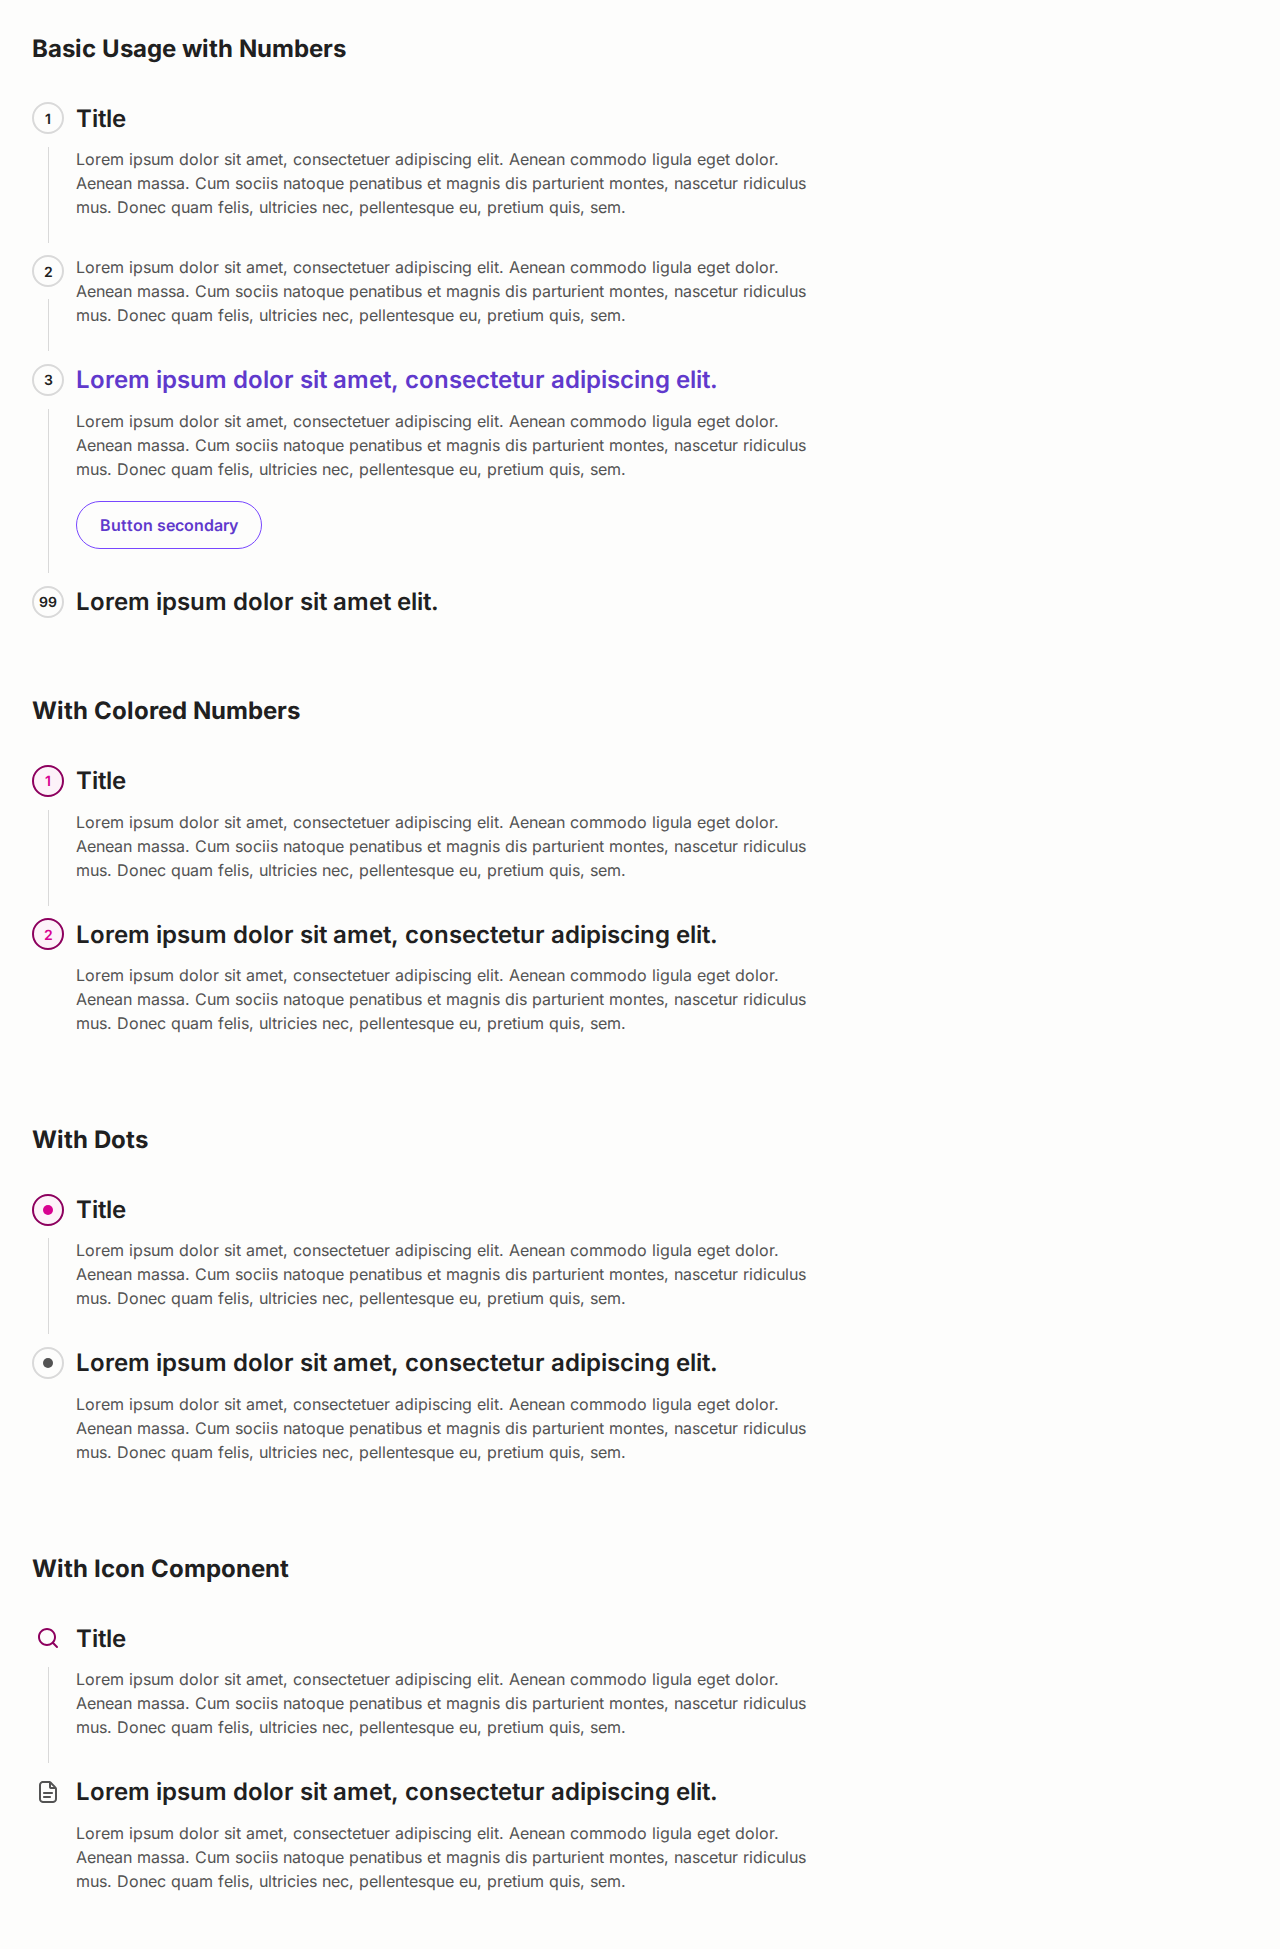 Basic Usage with Numbers
1 Title
Lorem ipsum dolor sit amet, consectetuer adipiscing elit. Aenean commodo ligula eget dolor.
Aenean massa. Cum sociis natoque penatibus et magnis dis parturient montes, nascetur ridiculus
mus. Donec quam felis, ultricies nec, pellentesque eu, pretium quis, sem.
2 Lorem ipsum dolor sit amet, consectetuer adipiscing elit. Aenean commodo ligula eget dolor.
Aenean massa. Cum sociis natoque penatibus et magnis dis parturient montes, nascetur ridiculus
mus. Donec quam felis, ultricies nec, pellentesque eu, pretium quis, sem.
3 Lorem ipsum dolor sit amet, consectetur adipiscing elit.
Lorem ipsum dolor sit amet, consectetuer adipiscing elit. Aenean commodo ligula eget dolor.
Aenean massa. Cum sociis natoque penatibus et magnis dis parturient montes, nascetur ridiculus
mus. Donec quam felis, ultricies nec, pellentesque eu, pretium quis, sem.
Button secondary
99 Lorem ipsum dolor sit amet elit.
With Colored Numbers
1 Title
Lorem ipsum dolor sit amet, consectetuer adipiscing elit. Aenean commodo ligula eget dolor.
Aenean massa. Cum sociis natoque penatibus et magnis dis parturient montes, nascetur ridiculus
mus. Donec quam felis, ultricies nec, pellentesque eu, pretium quis, sem.
2 Lorem ipsum dolor sit amet, consectetur adipiscing elit.
Lorem ipsum dolor sit amet, consectetuer adipiscing elit. Aenean commodo ligula eget dolor.
Aenean massa. Cum sociis natoque penatibus et magnis dis parturient montes, nascetur ridiculus
mus. Donec quam felis, ultricies nec, pellentesque eu, pretium quis, sem.
With Dots
Title
Lorem ipsum dolor sit amet, consectetuer adipiscing elit. Aenean commodo ligula eget dolor.
Aenean massa. Cum sociis natoque penatibus et magnis dis parturient montes, nascetur ridiculus
mus. Donec quam felis, ultricies nec, pellentesque eu, pretium quis, sem.
Lorem ipsum dolor sit amet, consectetur adipiscing elit.
Lorem ipsum dolor sit amet, consectetuer adipiscing elit. Aenean commodo ligula eget dolor.
Aenean massa. Cum sociis natoque penatibus et magnis dis parturient montes, nascetur ridiculus
mus. Donec quam felis, ultricies nec, pellentesque eu, pretium quis, sem.
With Icon Component
Title
Lorem ipsum dolor sit amet, consectetuer adipiscing elit. Aenean commodo ligula eget dolor.
Aenean massa. Cum sociis natoque penatibus et magnis dis parturient montes, nascetur ridiculus
mus. Donec quam felis, ultricies nec, pellentesque eu, pretium quis, sem.
Lorem ipsum dolor sit amet, consectetur adipiscing elit.
Lorem ipsum dolor sit amet, consectetuer adipiscing elit. Aenean commodo ligula eget dolor.
Aenean massa. Cum sociis natoque penatibus et magnis dis parturient montes, nascetur ridiculus
mus. Donec quam felis, ultricies nec, pellentesque eu, pretium quis, sem.